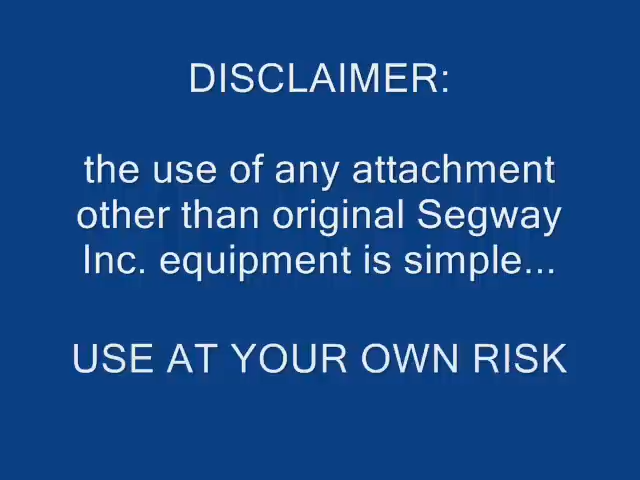 DISCLAIMER:
the use of any attachment
other than original Segway
Inc. equipment is simple...
USE AT YOUR OWN RISK